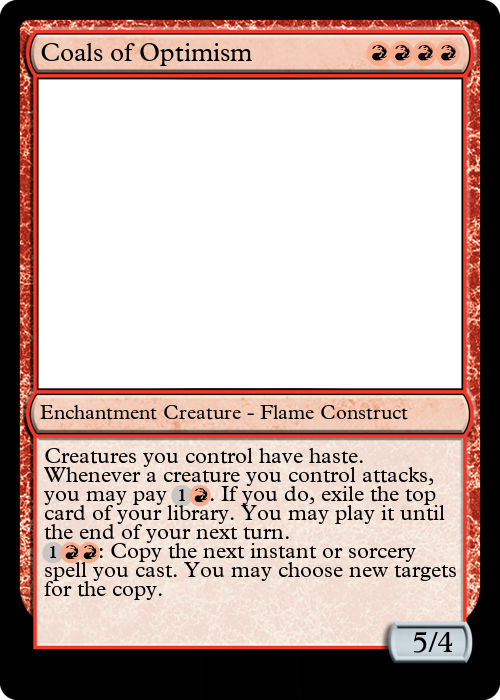 Coals of Optimism
Enchantment Creature - Flame Construct
Creatures you control have haste.
Whenever a creature you control attacks,
you may pay 1. If you do, exile the top
card of your library. You may play it until
the end of your next turn.
1: Copy the next instant or sorcery
spell you cast. You may choose new targets
for the copy.
5/4